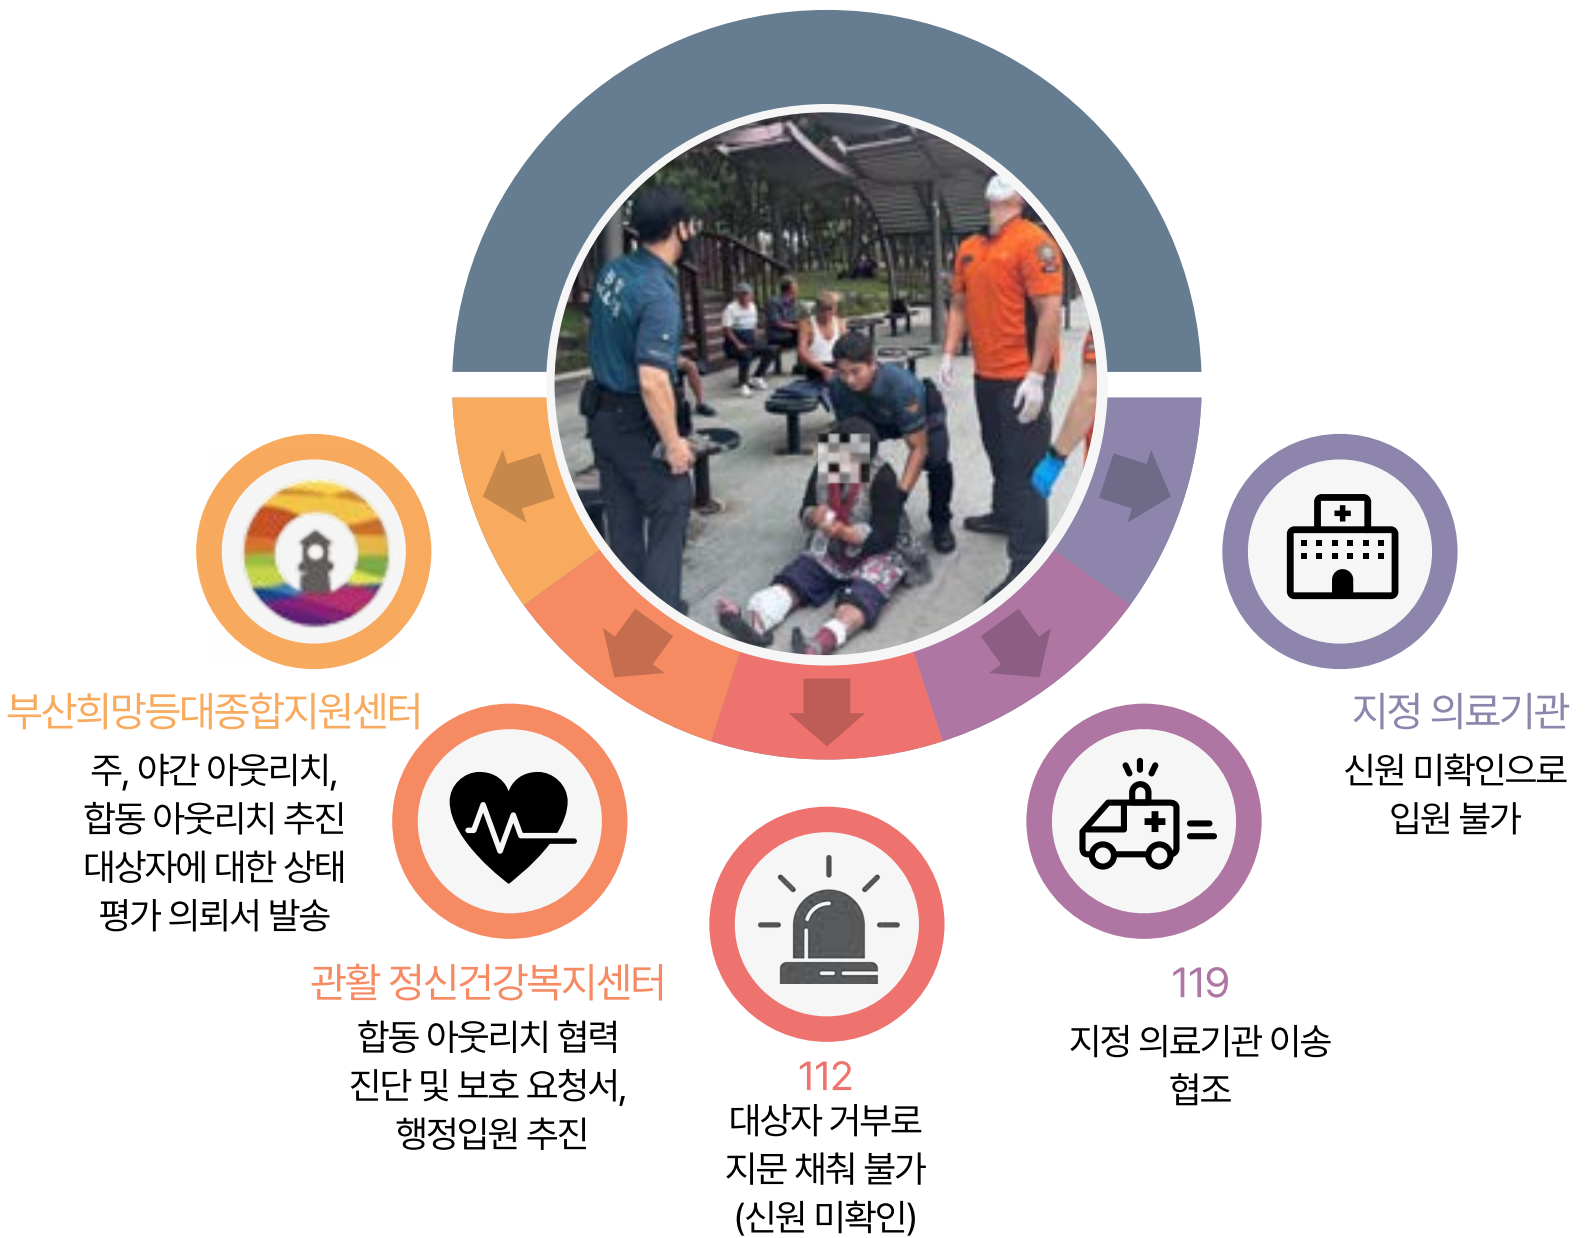 부산희망등대종합지원센터
주, 야간 아웃리치,
합동 아웃리치 추진
대상자에 대한 상태
평가 의뢰서 발송
관활 정신건강복지센터
합동 아웃리치 협력
진단 및 보호 요청서,
행정입원 추진
112
대상자 거부로
지문 채취 불가
(신원 미확인)
119
지정 의료기관 이송
협조
지정 의료기관
신원 미확인으로
입원 불가